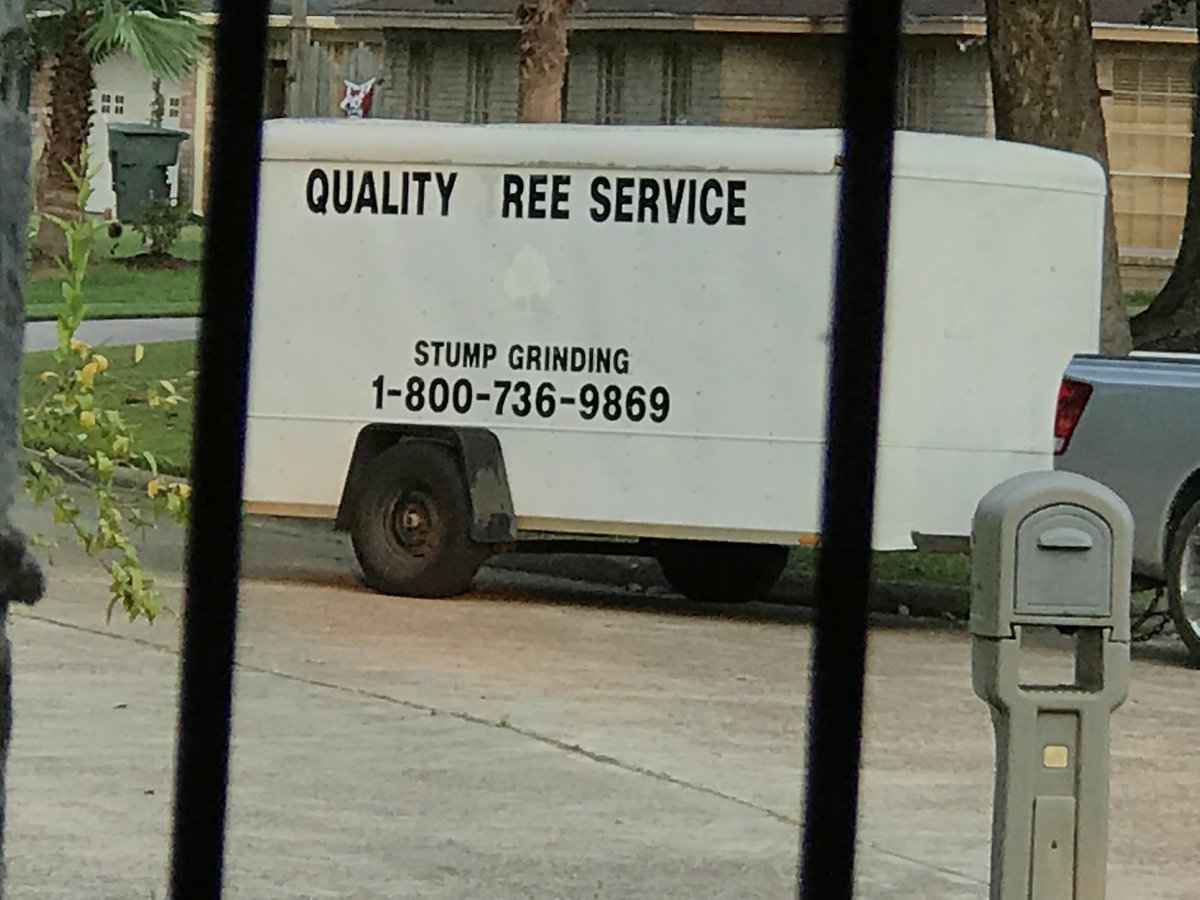 QUALITY REE SERVICE
STUMP GRINDING
1-800-736-9869